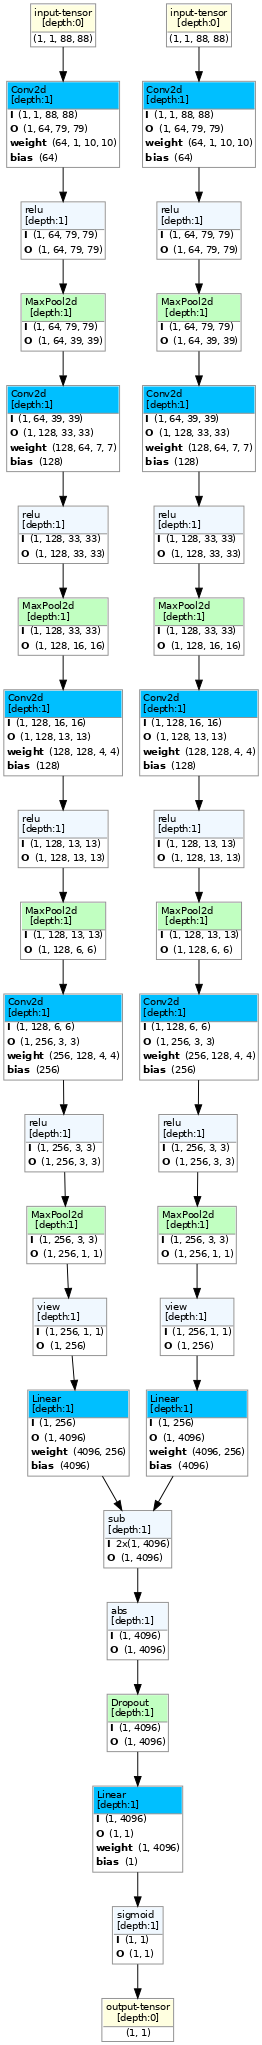 input-tensor
[depth:0]
(1, 1, 88, 88)
Conv2d
[depth:1]
I (1, 1, 88, 88)
O (1, 64, 79, 79)
weight (64, 1, 10, 10)
bias (64)
relu
[depth:1]
I (1, 64, 79, 79)
O (1, 64, 79, 79)
MaxPool2d
[depth:1]
I (1, 64, 79, 79)
O (1, 64, 39, 39)
Conv2d
[depth:1]
I (1, 64, 39, 39)
O (1, 128, 33, 33)
weight (128, 64, 7, 7)
bias (128)
relu
[depth:1]
I (1, 128, 33, 33)
O (1, 128, 33, 33)
MaxPool2d
[depth:1]
I (1, 128, 33, 33)
O (1, 128, 16, 16)
Conv2d
[depth:1]
I (1, 128, 16, 16)
O (1, 128, 13, 13)
weight (128, 128, 4, 4)
bias (128)
relu
[depth:1]
I (1, 128, 13, 13)
O (1, 128, 13, 13)
MaxPool2d
[depth:1]
I (1, 128, 13, 13)
O (1, 128, 6, 6)
Conv2d
[depth:1]
I (1, 128, 6, 6)
O (1, 256, 3, 3)
weight (256, 128, 4, 4)
bias (256)
relu
[depth:1]
I (1, 256, 3, 3)
O (1, 256, 3, 3)
MaxPool2d
[depth:1]
I (1, 256, 3, 3)
O (1, 256, 1, 1)
view
[depth:1]
I (1, 256, 1, 1)
O (1, 256)
Linear
[depth:1]
I (1, 256)
O (1, 4096)
weight (4096, 256)
bias (4096)
input-tensor
[depth:0]
(1, 1, 88, 88)
Conv2d
[depth:1]
I (1, 1, 88, 88)
O (1, 64, 79, 79)
weight (64, 1, 10, 10)
bias (64)
relu
[depth:1]
I (1, 64, 79, 79)
O (1, 64, 79, 79)
MaxPool2d
[depth:1]
I (1, 64, 79, 79)
O (1, 64, 39, 39)
Conv2d
[depth:1]
I (1, 64, 39, 39)
O (1, 128, 33, 33)
weight (128, 64, 7, 7)
bias (128)
relu
[depth:1]
I (1, 128, 33, 33)
O (1, 128, 33, 33)
MaxPool2d
[depth:1]
I (1, 128, 33, 33)
O (1, 128, 16, 16)
Conv2d
[depth:1]
I (1, 128, 16, 16)
O (1, 128, 13, 13)
weight (128, 128, 4, 4)
bias (128)
relu
[depth:1]
I (1, 128, 13, 13)
O (1, 128, 13, 13)
MaxPool2d
[depth:1]
I (1, 128, 13, 13)
O (1, 128, 6, 6)
Conv2d
[depth:1]
I (1, 128, 6, 6)
O (1, 256, 3, 3)
weight (256, 128, 4, 4)
bias (256)
relu
[depth:1]
I (1, 256, 3, 3)
O (1, 256, 3, 3)
MaxPool2d
[depth:1]
I (1, 256, 3, 3)
O (1, 256, 1, 1)
view
[depth:1]
I (1, 256, 1, 1)
O (1, 256)
Linear
[depth:1]
I (1, 256)
O (1, 4096)
weight (4096, 256)
bias (4096)
sub
[depth:1]
I 2x(1, 4096)
O (1, 4096)
abs
[depth:1]
I (1, 4096)
O (1, 4096)
Dropout
[depth:1]
I (1, 4096)
O (1, 4096)
Linear
[depth:1]
I (1, 4096)
O (1, 1)
weight (1, 4096)
bias (1)
sigmoid
[depth:1]
I (1, 1)
O (1, 1)
output-tensor
[depth:0]
(1, 1)